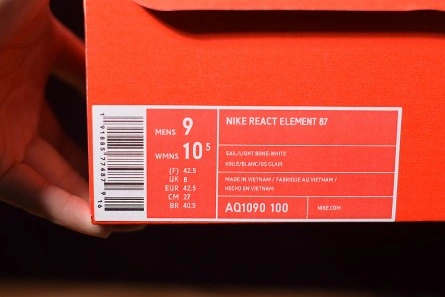 MENS 9
WMNS 10 5
(F) 42.5
UK 8
EUR 42.5
CM 27
BR 40.5
NIKE REACT ELEMENT 87
SAIL/LIGHT BONE-WHITE
VOILE/BLANC/OS CLAIR
MADE IN VIETNAM / FABRIQUE AU VIETNAM /
HECHO EN VIETNAM
AQ1090 100
NIKE.COM